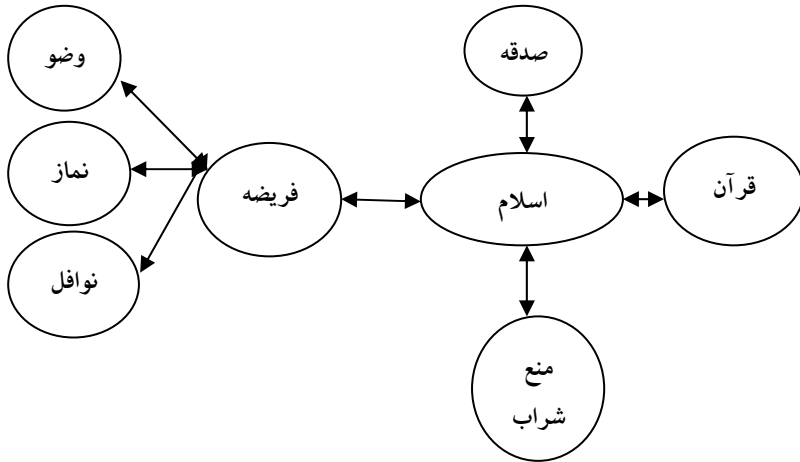 صدقه
وضو
قرآن
اسلام
فریضه
نماز
نوافل
منع
شراب